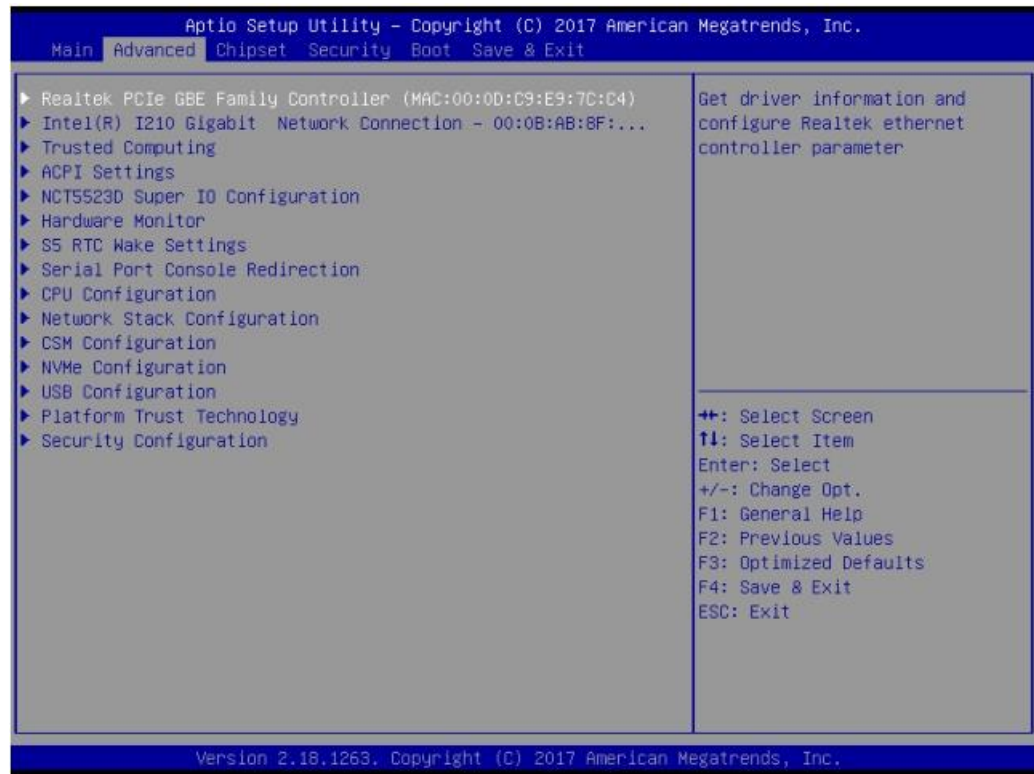 Aptio Setup Utility – Copyright (C) 2017 American Megatrends, Inc.
Main Advanced Chipset Security Boot Save & Exit
▶ Realtek PCIe GBE Family Controller (MAC:00:0D:C9:E9:7C:C4)
▶ Intel(R) I210 Gigabit Network Connection – 00:0B:AB:8F:...
▶ Trusted Computing
▶ ACPI Settings
▶ NCT5523D Super IO Configuration
▶ Hardware Monitor
▶ S5 RTC Wake Settings
▶ Serial Port Console Redirection
▶ CPU Configuration
▶ Network Stack Configuration
▶ CSM Configuration
▶ NVMe Configuration
▶ USB Configuration
▶ Platform Trust Technology
▶ Security Configuration
Get driver information and
configure Realtek ethernet
controller parameter
→←: Select Screen
↑↓: Select Item
Enter: Select
+/-: Change Opt.
F1: General Help
F2: Previous Values
F3: Optimized Defaults
F4: Save & Exit
ESC: Exit
Version 2.18.1263. Copyright (C) 2017 American Megatrends, Inc.